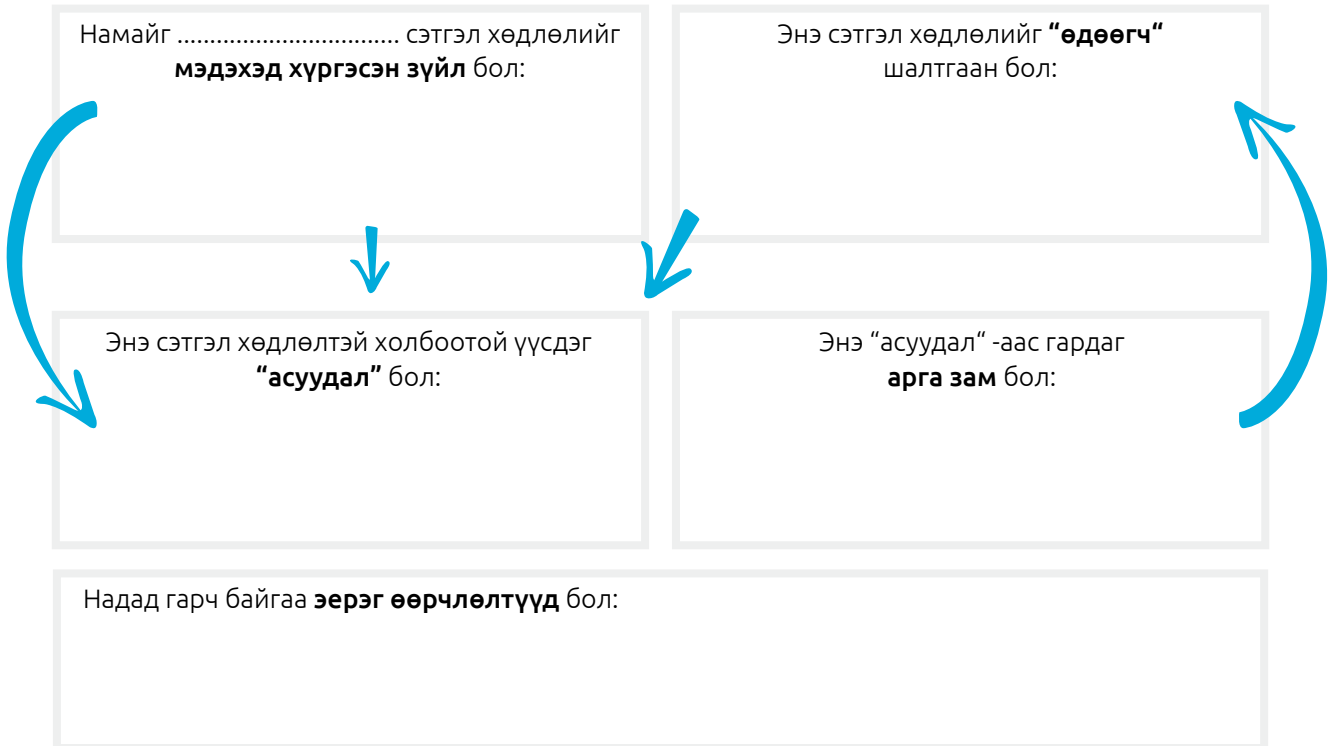 Намайг .................................. сэтгэл хөдлөлийг
мэдэхэд хүргэсэн зүйл бол:
Энэ сэтгэл хөдлөлийг “өдөөгч“
шалтгаан бол:
Энэ сэтгэл хөдлөлтэй холбоотой үүсдэг
“асуудал” бол:
Энэ “асуудал“ -аас гардаг
арга зам бол:
Надад гарч байгаа эерэг өөрчлөлтүүд бол: